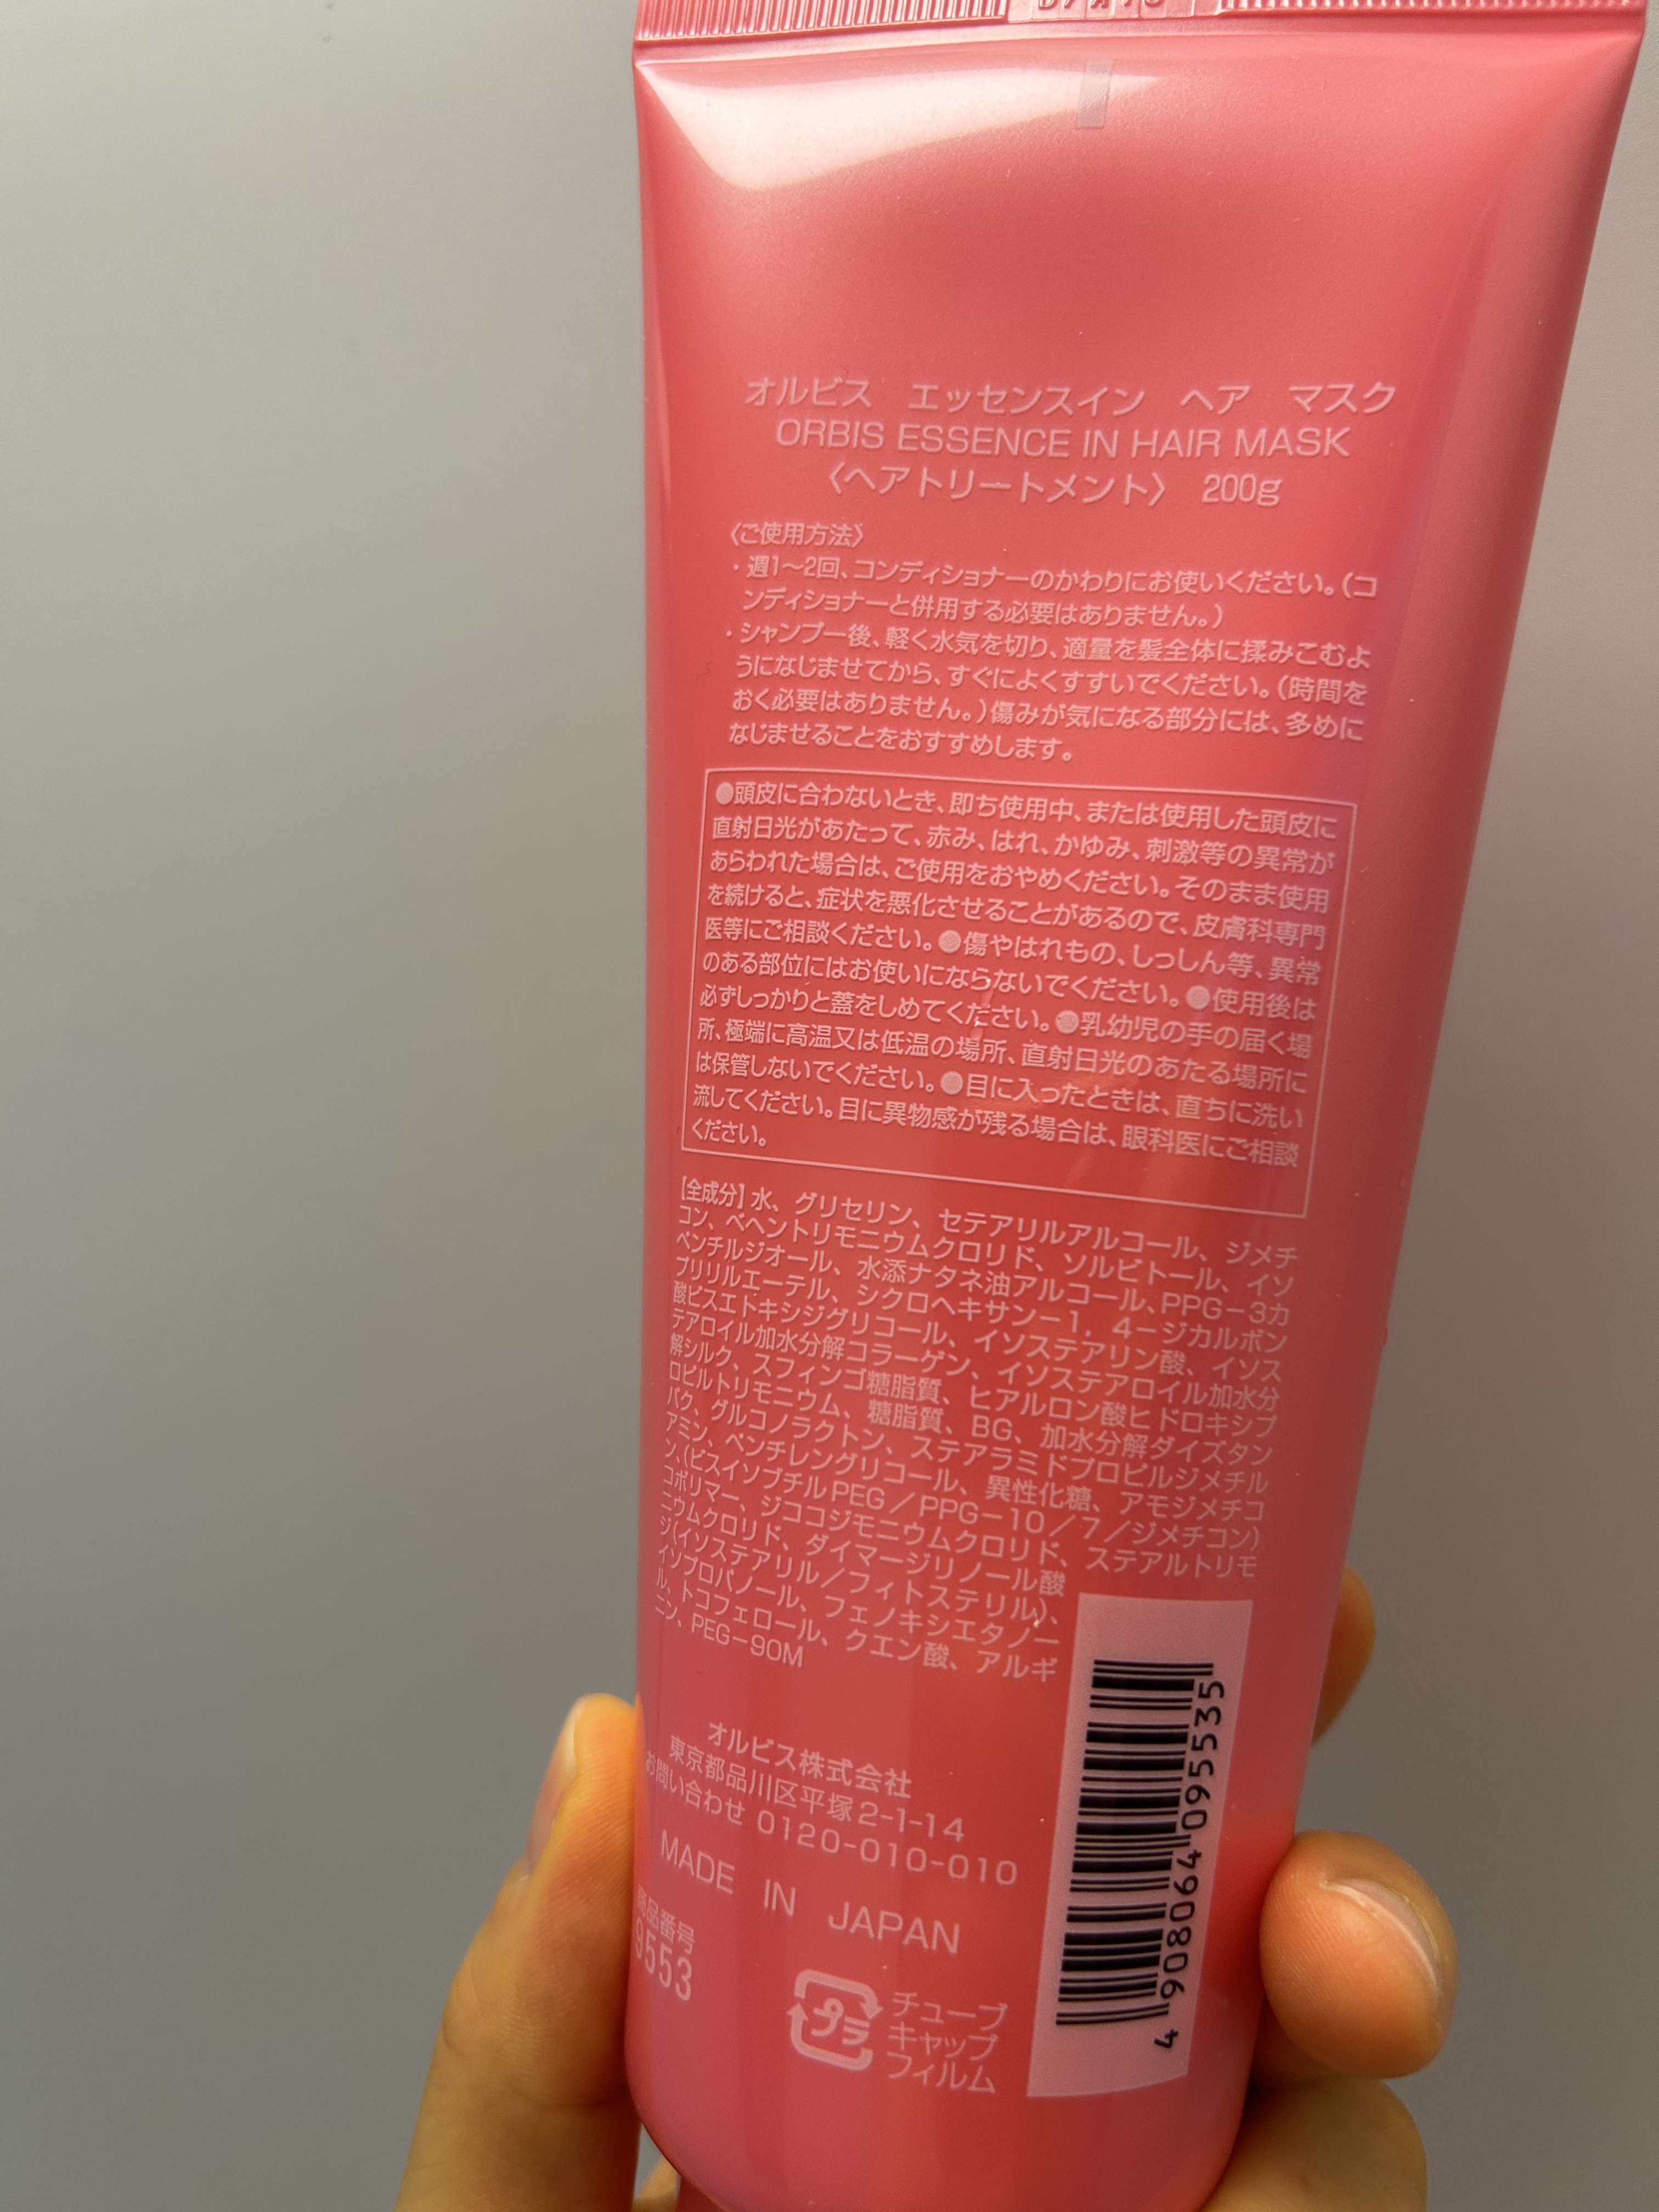 オルビス　エッセンスイン　ヘア　マスク
ORBIS ESSENCE IN HAIR MASK
〈ヘアトリートメント〉 200g
〈ご使用方法〉
・週1〜2回、コンディショナーのかわりにお使いください。（コ
ンディショナーと併用する必要はありません。）
・シャンプー後、軽く水気を切り、適量を髪全体に揉みこむよ
うになじませてから、すぐによくすすいでください。（時間を
おく必要はありません。）傷みが気になる部分には、多めに
なじませることをおすすめします。
●頭皮に合わないとき、即ち使用中、または使用した頭皮に
直射日光があたって、赤み、はれ、かゆみ、刺激等の異常が
あらわれた場合は、ご使用をおやめください。そのまま使用
を続けると、症状を悪化させることがあるので、皮膚科専門
医等にご相談ください。●傷やはれもの、しっしん等、異常
のある部位にはお使いにならないでください。●使用後は
必ずしっかりと蓋をしめてください。●乳幼児の手の届く場
所、極端に高温又は低温の場所、直射日光のあたる場所に
は保管しないでください。●目に入ったときは、直ちに洗い
流してください。目に異物感が残る場合は、眼科医にご相談
ください。
【全成分】水、グリセリン、セテアリルアルコール、ジメチ
コン、ベヘントリモニウムクロリド、ソルビトール、イソ
ペンチルジオール、水添ナタネ油アルコール、PPG－3カ
プリリルエーテル、シクロヘキサン－1，4－ジカルボン
酸ビスエトキシジグリコール、イソステアリン酸、イソス
テアロイル加水分解コラーゲン、イソステアロイル加水分
解シルク、スフィンゴ糖脂質、ヒアルロン酸ヒドロキシプ
ロピルトリモニウム、糖脂質、BG、加水分解ダイズタン
パク、グルコノラクトン、ステアラミドプロピルジメチル
アミン、ペンチレングリコール、異性化糖、アモジメチコ
ン、（ビスイソブチルPEG／PPG－10／7／ジメチコン）
コポリマー、ジココジモニウムクロリド、ステアルトリモ
ニウムクロリド、ダイマージリノール酸
ジ（イソステアリル／フィトステリル）、
イソプロパノール、フェノキシエタノー
ル、トコフェロール、クエン酸、アルギ
ニン、PEG－90M
オルビス株式会社
東京都品川区平塚2-1-14
お問い合わせ 0120-010-010
MADE IN JAPAN
商品番号
9553
プラ
チューブ
キャップ
フィルム
4 908064 095535